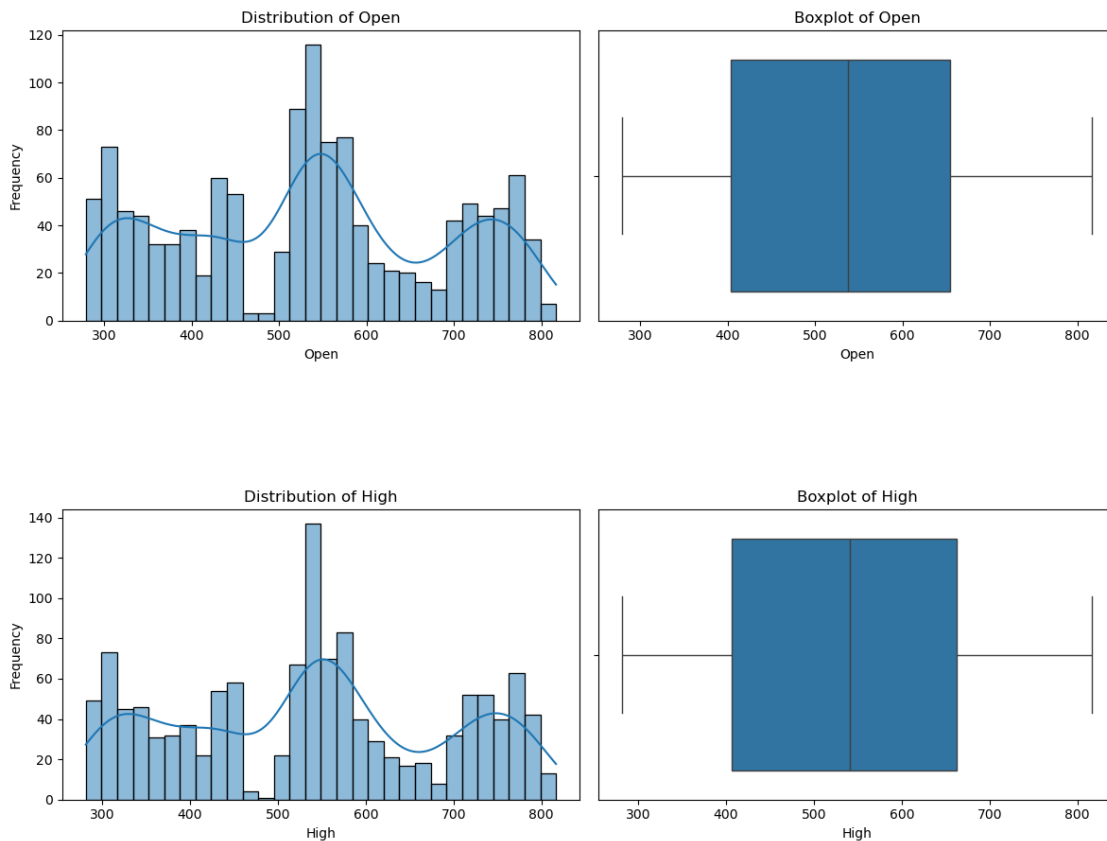 Distribution of Open
Boxplot of Open
120
100
80
60
40
20
0
Frequency
300 400 500 600 700 800
Open
300 400 500 600 700 800
Open
Distribution of High
Boxplot of High
140
120
100
80
60
40
20
0
Frequency
300 400 500 600 700 800
High
300 400 500 600 700 800
High